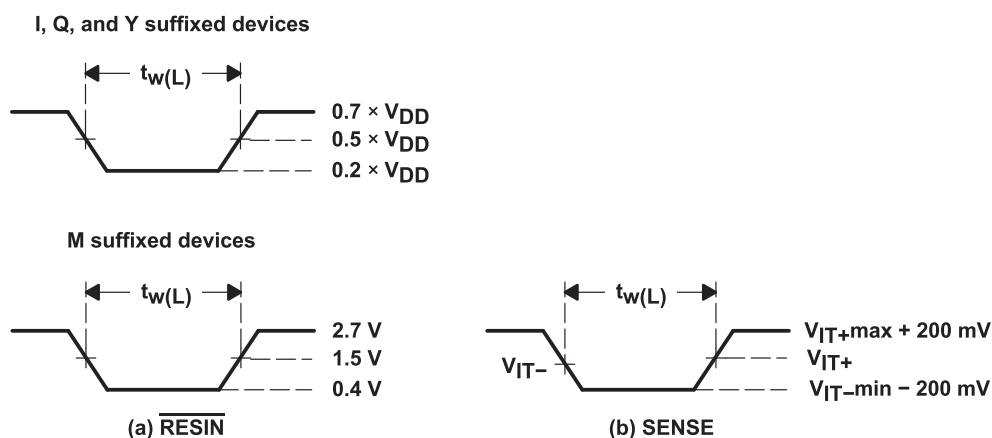 I, Q, and Y suffixed devices
tw(L)
0.7 × VDD
0.5 × VDD
0.2 × VDD
M suffixed devices
tw(L)
2.7 V
1.5 V
0.4 V
(a) RESIN
tw(L)
VIT−
VIT+max + 200 mV
VIT+
VIT−min − 200 mV
(b) SENSE